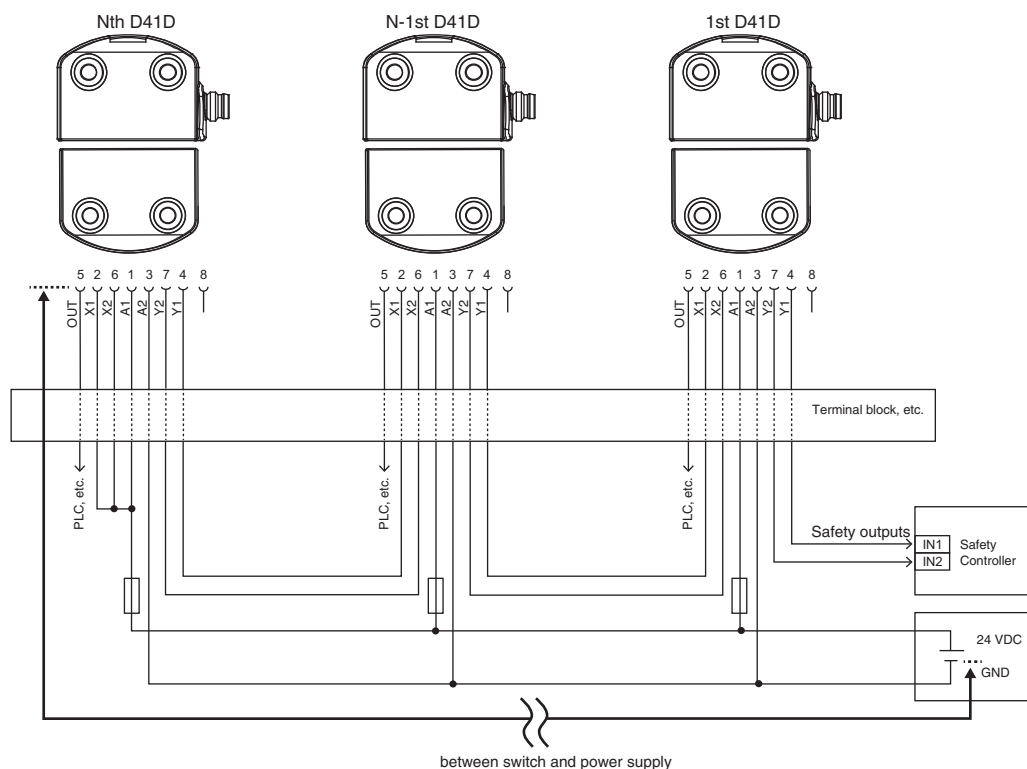 Nth D41D
N-1st D41D
1st D41D
5 2 6 1 3 7 4 8
5 2 6 1 3 7 4 8
5 2 6 1 3 7 4 8
OUT X1 X2 A1 A2 Y2 Y1
OUT X1 X2 A1 A2 Y2 Y1
OUT X1 X2 A1 A2 Y2 Y1
Terminal block, etc.
PLC, etc.
PLC, etc.
PLC, etc.
Safety outputs
IN1
IN2
Safety
Controller
24 VDC
GND
between switch and power supply